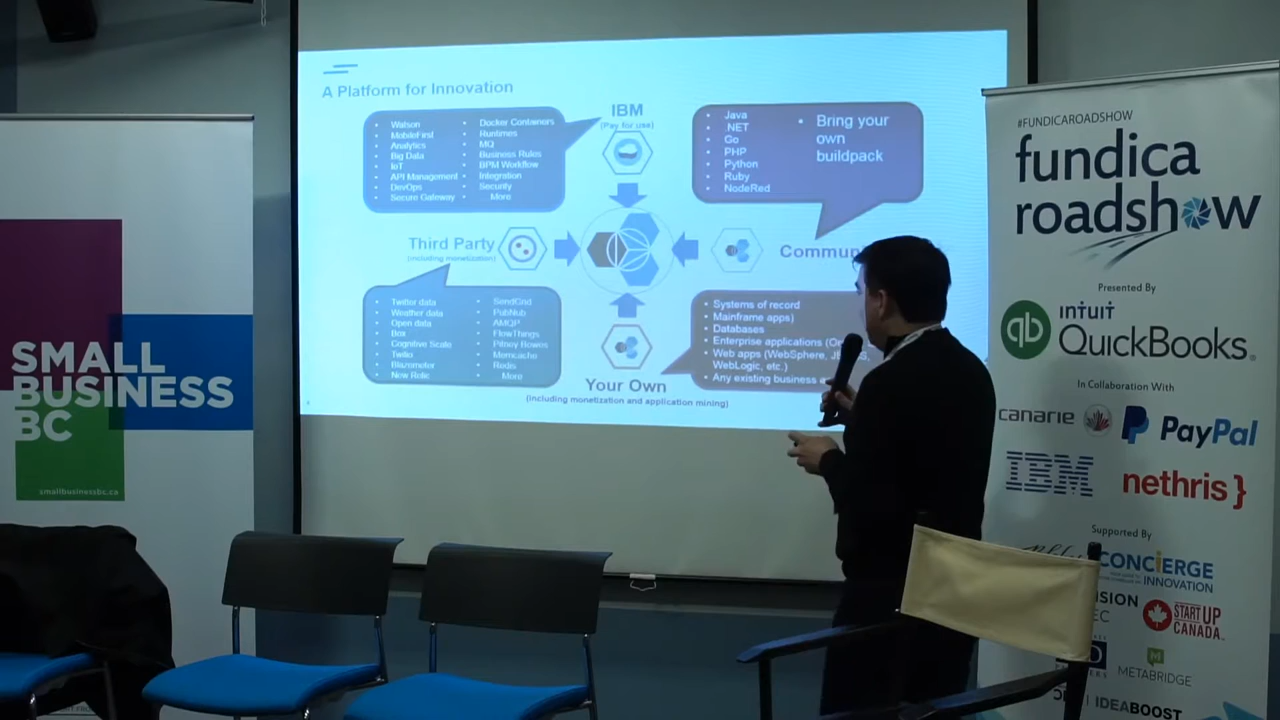 SMALL
BUSINESS
BC
smallbusinessbc.ca
A Platform for Innovation
IBM
(Pay for use)
• Watson
• MobileFirst
• Analytics
• Big Data
• IoT
• API Management
• DevOps
• Secure Gateway
• Docker Containers
• Runtimes
• MQ
• Business Rules
• BPM Workflow
• Integration
• Security
• More
• Java
• .NET
• Go
• PHP
• Python
• Ruby
• NodeRed
• Bring your
own
buildpack
Third Party
(including monetization)
• Twitter data
• Weather data
• Open data
• Box
• Cognitive Scale
• Twilio
• Blazemeter
• New Relic
• SendGrid
• PubNub
• AMQP
• FlowThings
• Pitney Bowes
• Memcache
• Redis
• More
• Systems of record
• Mainframe apps)
• Databases
• Enterprise applications
• Web apps (WebSphere,
WebLogic, etc.)
• Any existing business
Your Own
(including monetization and application mining)
#FUNDICAROADSHOW
fundica
roadshow
Presented By
qb INTUIT
QuickBooks.
In Collaboration With
canarie
P PayPal
IBM
nethris}
Supported By
CONCIERGE
INNOVATION
STARTUP
CANADA
M
METABRIDGE
IDEABOOST